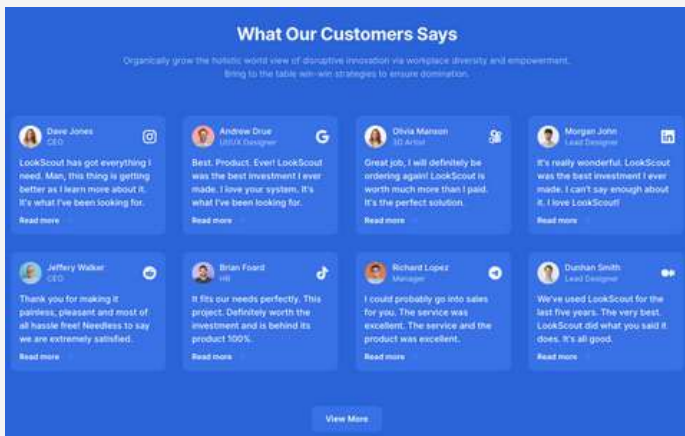 What Our Customers Says
Organically grow the holistic world view of disruptive innovation via workplace diversity and empowerment.
Bring to the table win-win strategies to ensure domination.
Dave Jones
CEO
LookScout has got everything I
need. Man, this thing is getting
better as I learn more about it.
It's what I've been looking for.
Read more
Andrew Drue
UI/UX Designer
Best. Product. Ever! LookScout
was the best investment I ever
made. I love your system. It's
what I've been looking for.
Read more
Olivia Manson
3D Artist
Great job, I will definitely be
ordering again! LookScout is
worth much more than I paid.
It's the perfect solution.
Read more
Morgan John
Lead Designer
It's really wonderful. LookScout
was the best investment I ever
made. I can't say enough about
it. I love LookScout!
Read more
Jeffery Walker
CEO
Thank you for making it
painless, pleasant and most of
all hassle free! Needless to say
we are extremely satisfied.
Read more
Brian Foard
HR
It fits our needs perfectly. This
project. Definitely worth the
investment and is behind its
product 100%.
Read more
Richard Lopez
Manager
I could probably go into sales
for you. The service was
excellent. The service and the
product was excellent.
Read more
Dunhan Smith
Lead Designer
We've used LookScout for the
last five years. The very best.
LookScout did what you said it
does. It's all good.
Read more
View More